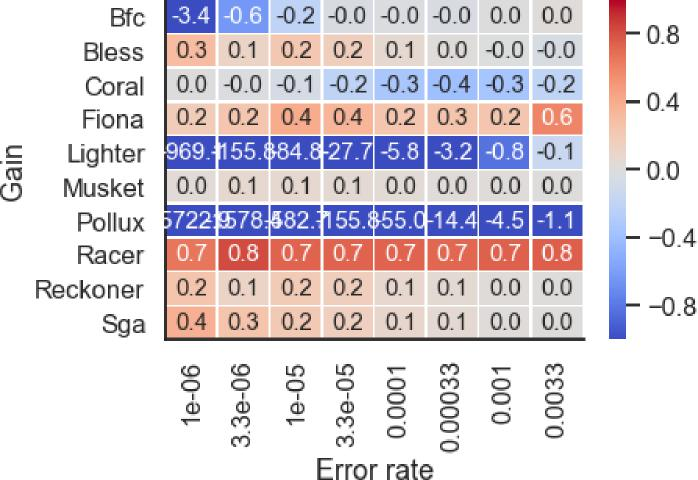 Bfc -3.4 -0.6 -0.2 -0.0 -0.0 -0.0 0.0 0.0
Bless 0.3 0.1 0.2 0.2 0.1 0.0 -0.0 -0.0
Coral 0.0 -0.0 -0.1 -0.2 -0.3 -0.4 -0.3 -0.2
Fiona 0.2 0.2 0.4 0.4 0.2 0.3 0.2 0.6
Lighter -27.7 -5.8 -3.2 -0.8 -0.1
Musket 0.0 0.1 0.1 0.1 0.0 0.0 0.0 0.0
Pollux -155.8 -55.0 -14.4 -4.5 -1.1
Racer 0.7 0.8 0.7 0.7 0.7 0.7 0.7 0.8
Reckoner 0.2 0.1 0.2 0.2 0.1 0.1 0.0 0.0
Sga 0.4 0.3 0.2 0.2 0.1 0.1 0.0 0.0
Gain
1e-06
3.3e-06
1e-05
3.3e-05
0.0001
0.00033
0.001
0.0033
Error rate
0.8
0.4
0.0
−0.4
−0.8